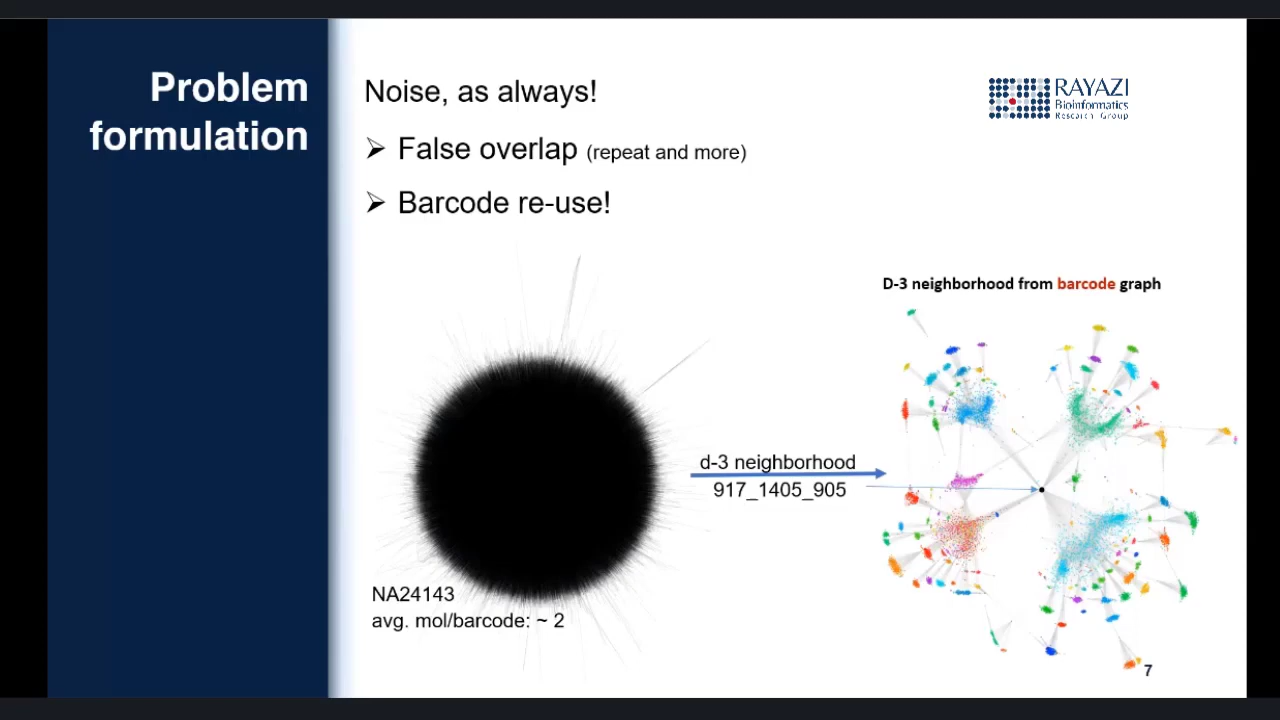 Problem
formulation
Noise, as always!
RAYAZI
Bioinformatics
Research Group
➢ False overlap (repeat and more)
➢ Barcode re-use!
D-3 neighborhood from barcode graph
d-3 neighborhood
917_1405_905
NA24143
avg. mol/barcode: ~ 2
7